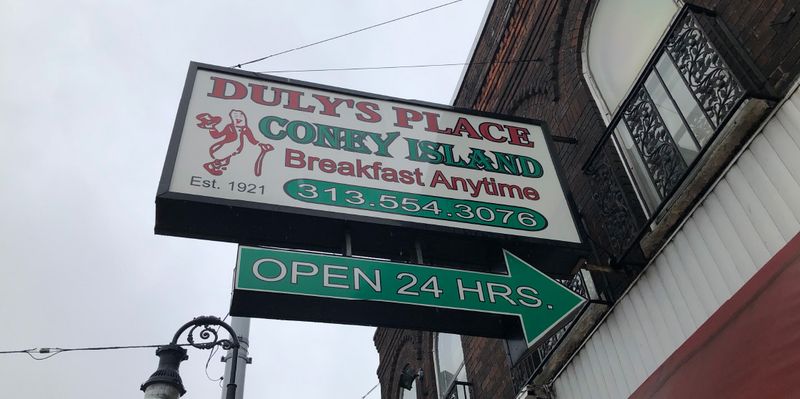 DULY'S PLACE
CONEY ISLAND
Breakfast Anytime
Est. 1921
313.554.3076
OPEN 24 HRS.